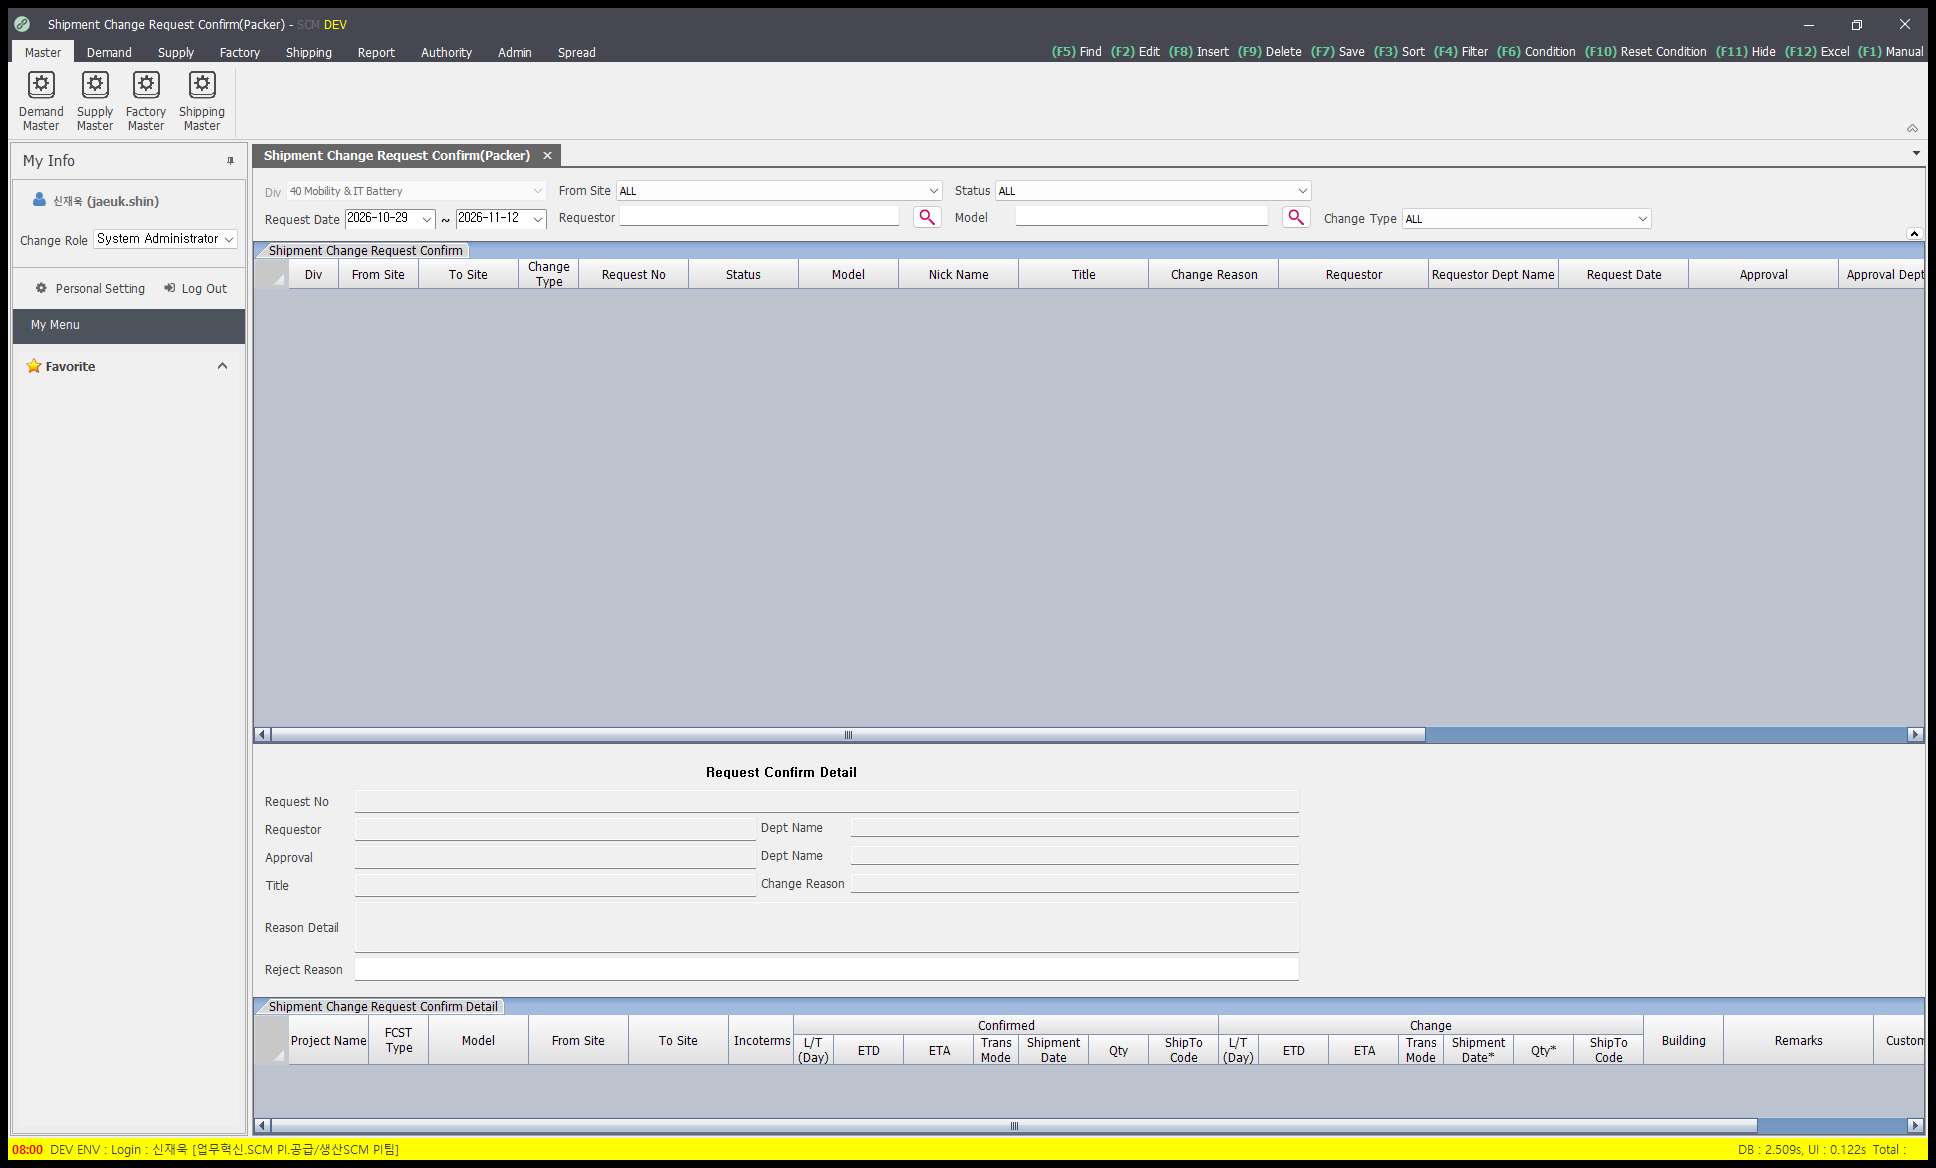 Shipment Change Request Confirm(Packer) - SCM DEV
Master Demand Supply Factory Shipping Report Authority Admin Spread
(F5) Find (F2) Edit (F8) Insert (F9) Delete (F7) Save (F3) Sort (F4) Filter (F6) Condition (F10) Reset Condition (F11) Hide (F12) Excel (F1) Manual
Demand Master
Supply Master
Factory Master
Shipping Master
My Info
신재욱 (jaeuk.shin)
Change Role System Administrator
Personal Setting Log Out
My Menu
Favorite
Shipment Change Request Confirm(Packer)
Div 40 Mobility & IT Battery From Site ALL Status ALL
Request Date 2026-10-29 ~ 2026-11-12 Requestor Model Change Type ALL
Shipment Change Request Confirm
Div From Site To Site Change Type Request No Status Model Nick Name Title Change Reason Requestor Requestor Dept Name Request Date Approval Approval Dept
Request Confirm Detail
Request No
Requestor Dept Name
Approval Dept Name
Title Change Reason
Reason Detail
Reject Reason
Shipment Change Request Confirm Detail
Project Name FCST Type Model From Site To Site Incoterms Confirmed Change Building Remarks Custom
L/T (Day) ETD ETA Trans Mode Shipment Date Qty ShipTo Code L/T (Day) ETD ETA Trans Mode Shipment Date* Qty* ShipTo Code
08:00 DEV ENV : Login : 신재욱 [업무혁신.SCM PI.공급/생산SCM PI팀]
DB : 2.509s, UI : 0.122s Total :